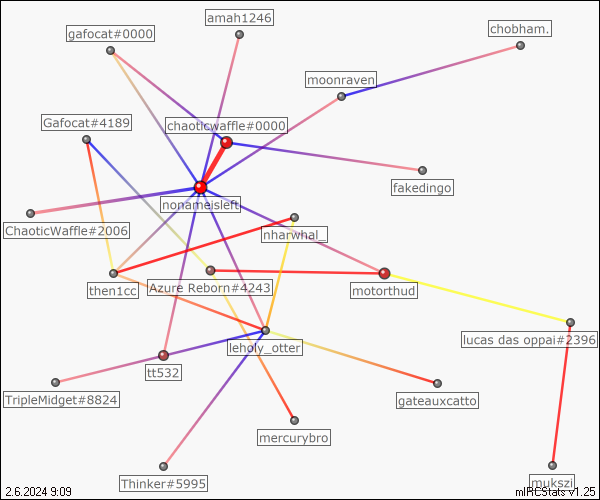 amah1246
gafocat#0000
chobham.
moonraven
Gafocat#4189
chaoticwaffle#0000
fakedingo
nonameisleft
ChaoticWaffle#2006
nharwhal_
then1cc
Azure Reborn#4243
motorthud
lucas das oppai#2396
leholy_otter
tt532
TripleMidget#8824
gateauxcatto
mercurybro
Thinker#5995
mukszi
2.6.2024 9:09
mIRCStats v1.25